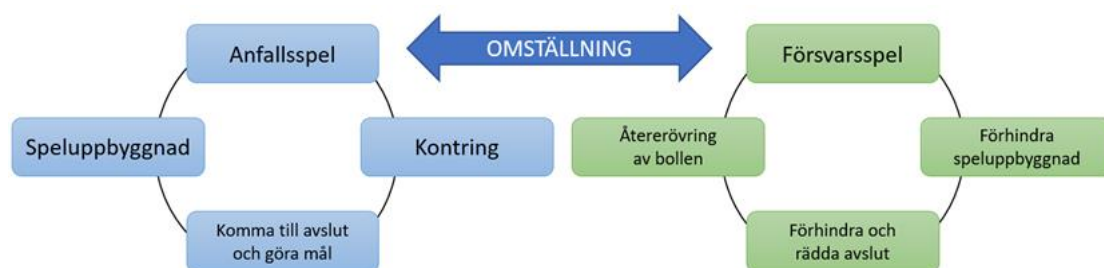 OMSTÄLLNING
Anfallsspel
Speluppbyggnad
Kontring
Komma till avslut
och göra mål
Försvarsspel
Återerövring
av bollen
Förhindra
speluppbyggnad
Förhindra och
rädda avslut